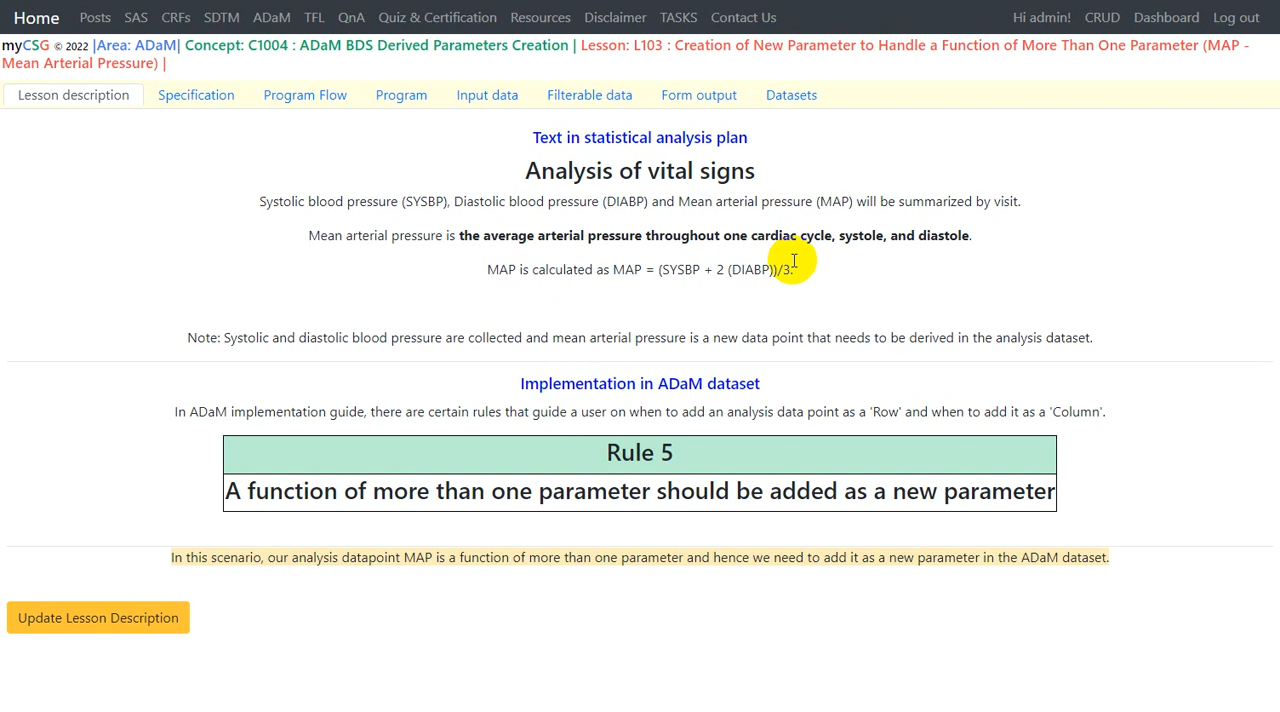 Home Posts SAS CRFs SDTM ADaM TFL QnA Quiz & Certification Resources Disclaimer TASKS Contact Us Hi admin! CRUD Dashboard Log out
myCSG © 2022 |Area: ADaM| Concept: C1004 : ADaM BDS Derived Parameters Creation | Lesson: L103 : Creation of New Parameter to Handle a Function of More Than One Parameter (MAP -
Mean Arterial Pressure) |
Lesson description Specification Program Flow Program Input data Filterable data Form output Datasets
Text in statistical analysis plan
Analysis of vital signs
Systolic blood pressure (SYSBP), Diastolic blood pressure (DIABP) and Mean arterial pressure (MAP) will be summarized by visit.
Mean arterial pressure is the average arterial pressure throughout one cardiac cycle, systole, and diastole.
MAP is calculated as MAP = (SYSBP + 2 (DIABP))/3.
Note: Systolic and diastolic blood pressure are collected and mean arterial pressure is a new data point that needs to be derived in the analysis dataset.
Implementation in ADaM dataset
In ADaM implementation guide, there are certain rules that guide a user on when to add an analysis data point as a 'Row' and when to add it as a 'Column'.
Rule 5
A function of more than one parameter should be added as a new parameter
In this scenario, our analysis datapoint MAP is a function of more than one parameter and hence we need to add it as a new parameter in the ADaM dataset.
Update Lesson Description